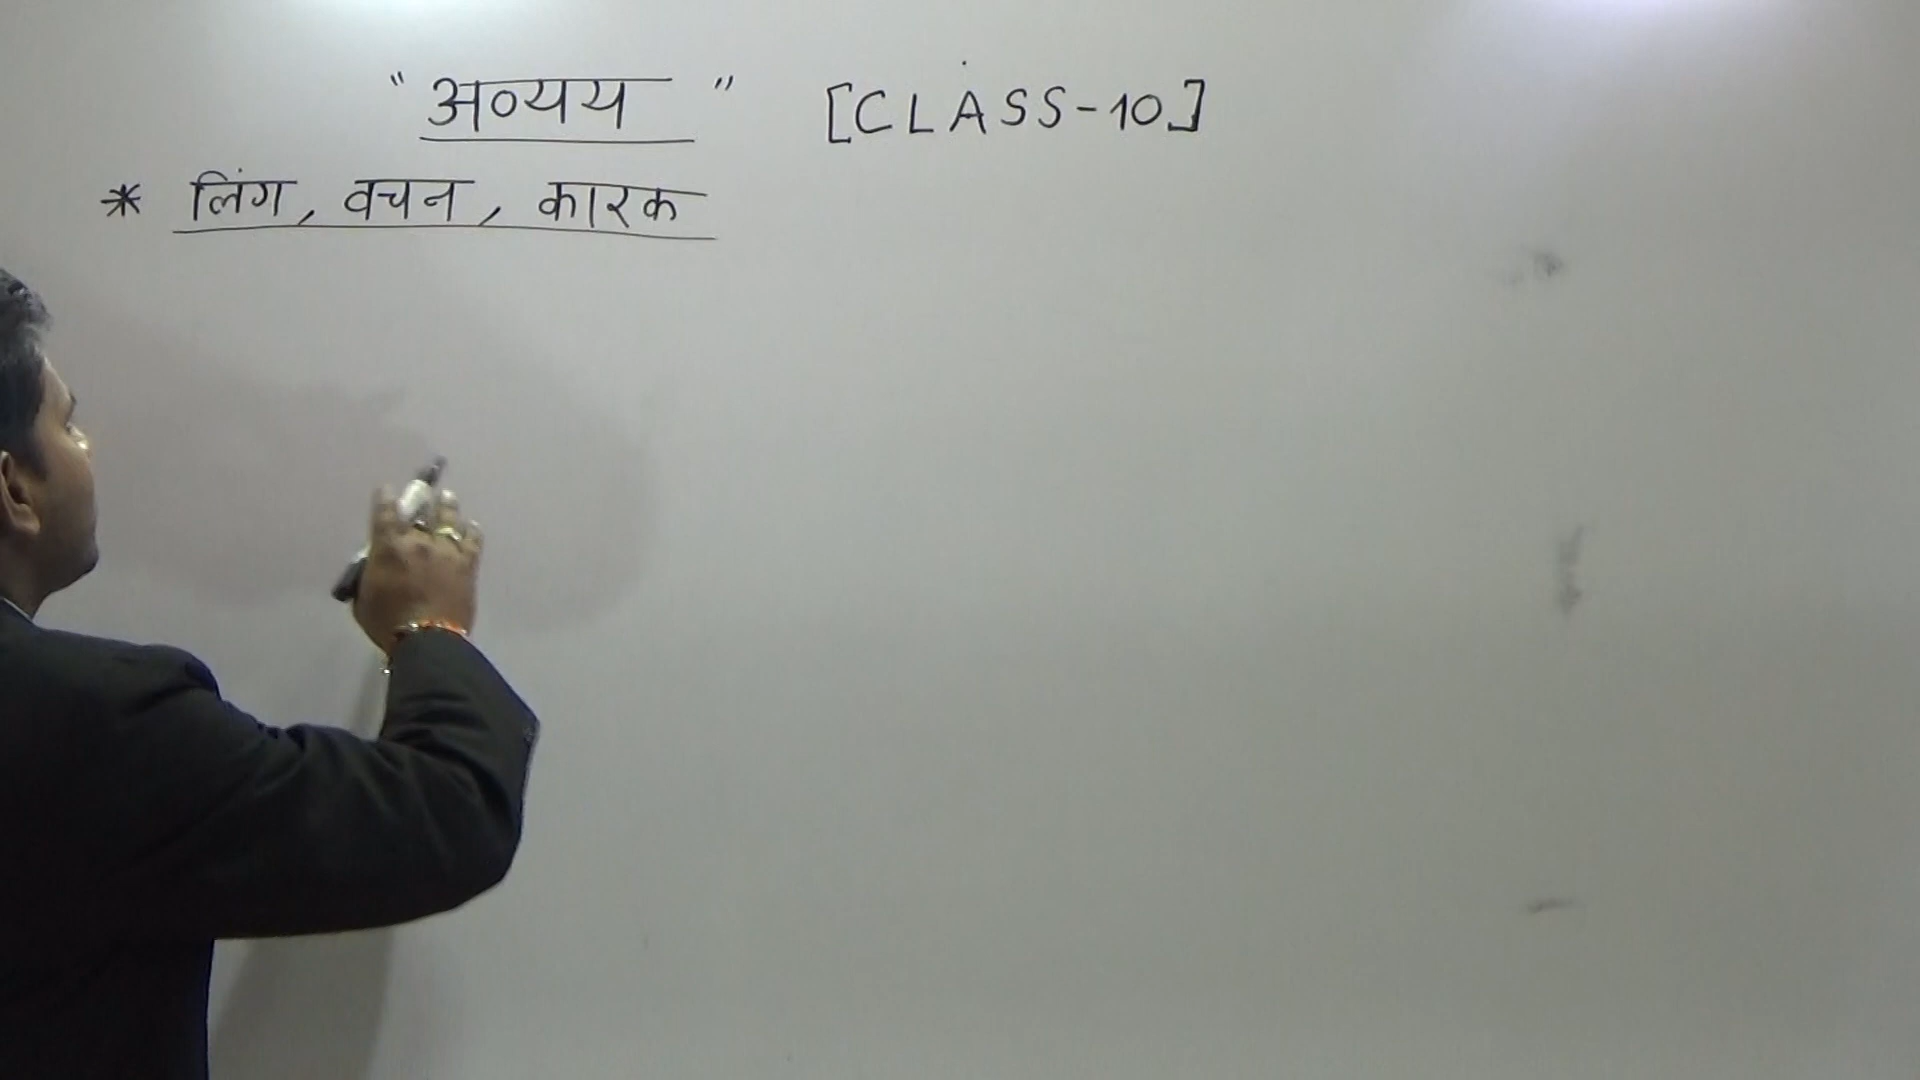 "अव्यय" [CLASS-10]
* लिंग, वचन, कारक